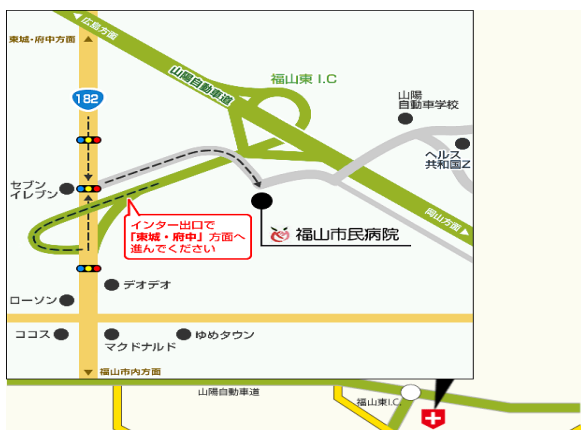 広島方面
東城・府中方面
山陽自動車道
福山東 I.C
182
山陽
自動車学校
ヘルス
共和国Z
セブン
イレブン
インター出口で
「東城・府中」方面へ
進んでください
岡山方面
福山市民病院
デオデオ
ローソン
ココス
マクドナルド
ゆめタウン
福山市内方面
山陽自動車道
福山東I.C.